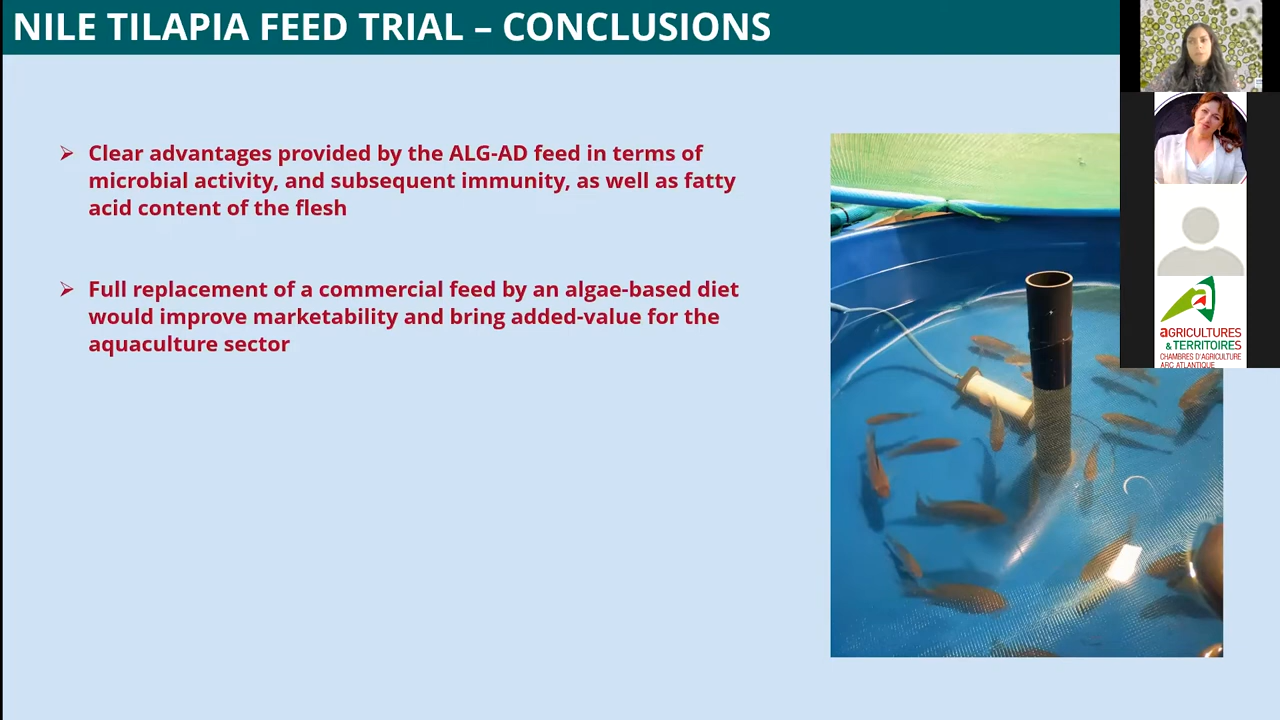 NILE TILAPIA FEED TRIAL – CONCLUSIONS
➢ Clear advantages provided by the ALG-AD feed in terms of
microbial activity, and subsequent immunity, as well as fatty
acid content of the flesh
➢ Full replacement of a commercial feed by an algae-based diet
would improve marketability and bring added-value for the
aquaculture sector
aGRICULTURES
& TERRITOIRES
CHAMBRES D'AGRICULTURE
ARC ATLANTIQUE